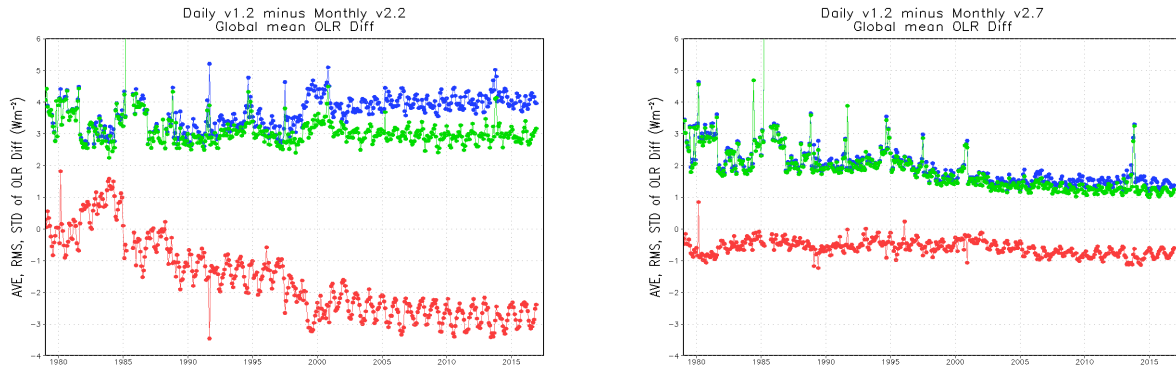 Daily v1.2 minus Monthly v2.2
Global mean OLR Diff
AVE, RMS, STD of OLR Diff (Wm⁻²)
6
5
4
3
2
1
0
−1
−2
−3
−4
1980 1985 1990 1995 2000 2005 2010 2015
Daily v1.2 minus Monthly v2.7
Global mean OLR Diff
AVE, RMS, STD of OLR Diff (Wm⁻²)
6
5
4
3
2
1
0
−1
−2
−3
−4
1980 1985 1990 1995 2000 2005 2010 2015